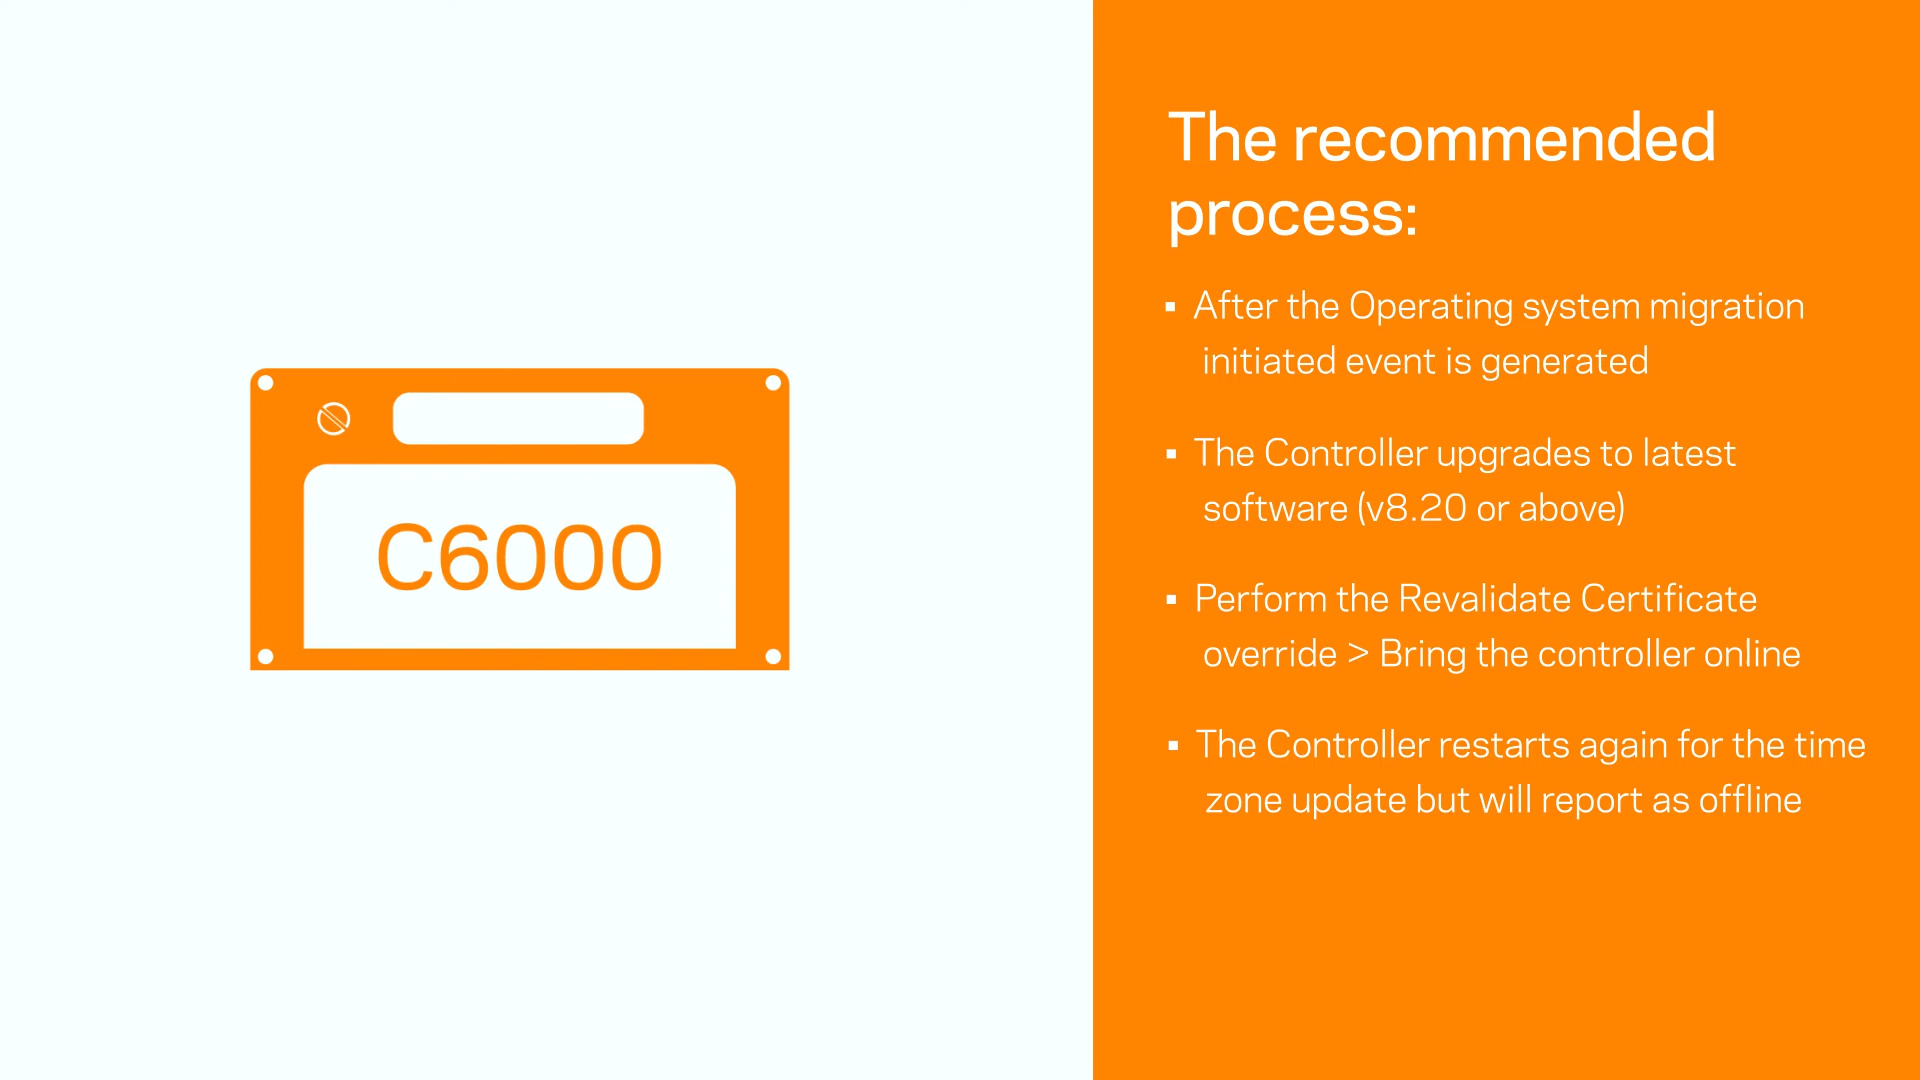 C6000
The recommended
process:
▪ After the Operating system migration
initiated event is generated
▪ The Controller upgrades to latest
software (v8.20 or above)
▪ Perform the Revalidate Certificate
override > Bring the controller online
▪ The Controller restarts again for the time
zone update but will report as offline